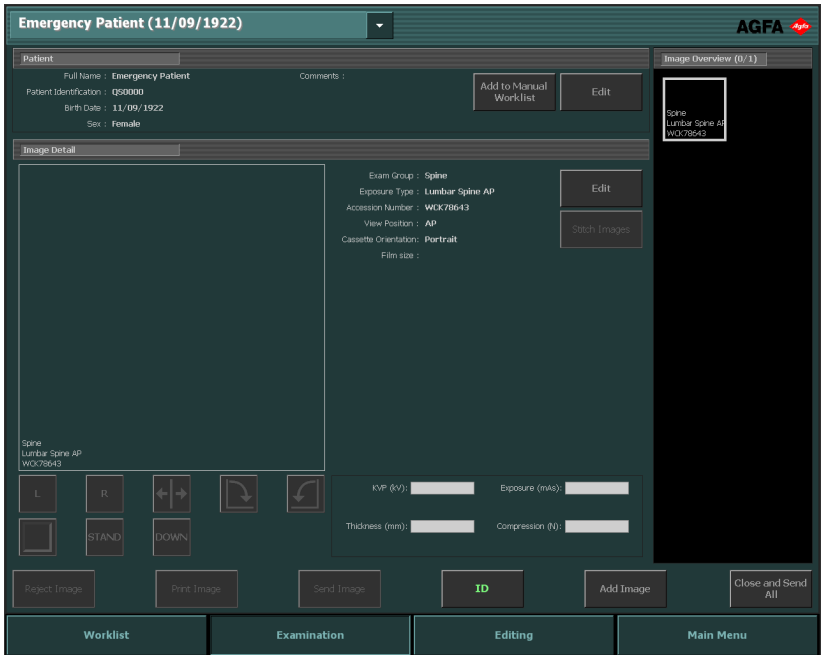 Emergency Patient (11/09/1922)
AGFA Agfa
Patient
Full Name : Emergency Patient
Comments :
Patient Identification : QS0000
Birth Date : 11/09/1922
Sex : Female
Add to Manual
Worklist
Edit
Image Overview (0/1)
Spine
Lumbar Spine AP
WCK78643
Image Detail
Spine
Lumbar Spine AP
WCK78643
Exam Group : Spine
Exposure Type : Lumbar Spine AP
Accession Number : WCK78643
View Position : AP
Cassette Orientation: Portrait
Film size :
Edit
Stitch Images
L
R
STAND
DOWN
KVP (kV):
Exposure (mAs):
Thickness (mm):
Compression (N):
Reject Image
Print Image
Send Image
ID
Add Image
Close and Send
All
Worklist
Examination
Editing
Main Menu